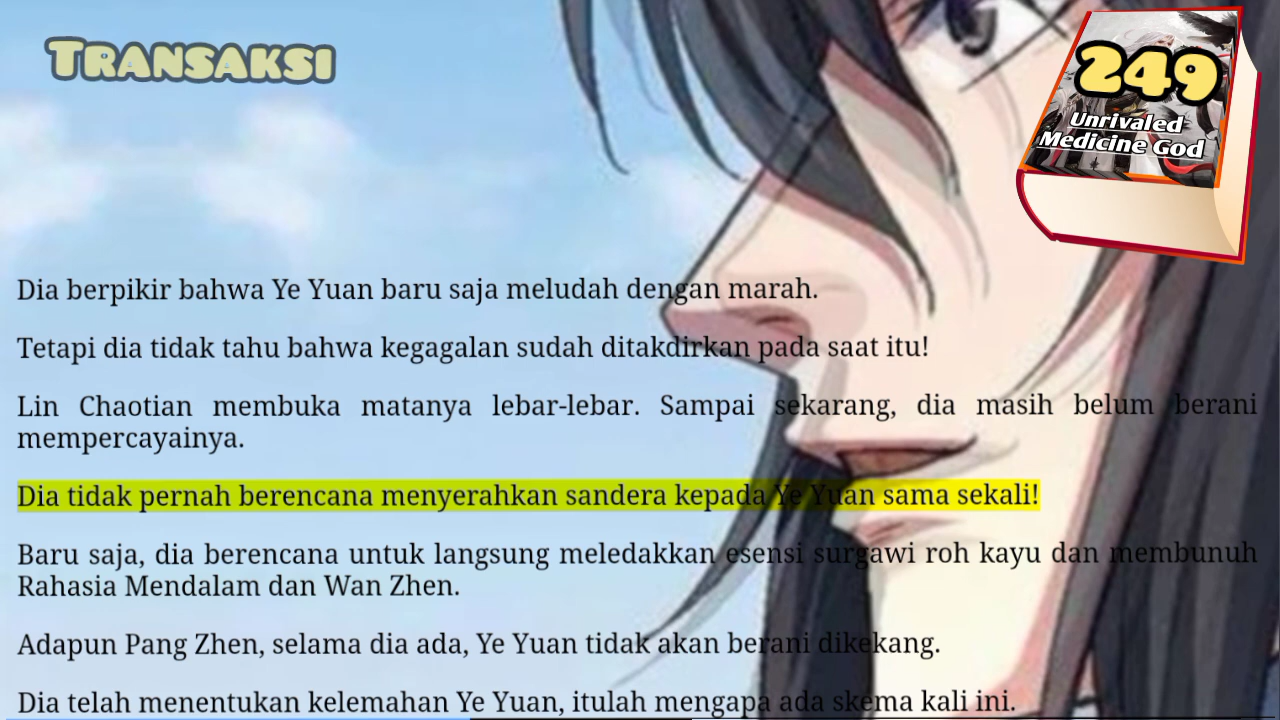 Transaksi
249
Unrivaled
Medicine God
Dia berpikir bahwa Ye Yuan baru saja meludah dengan marah.
Tetapi dia tidak tahu bahwa kegagalan sudah ditakdirkan pada saat itu!
Lin Chaotian membuka matanya lebar-lebar. Sampai sekarang, dia masih belum berani
mempercayainya.
Dia tidak pernah berencana menyerahkan sandera kepada Ye Yuan sama sekali!
Baru saja, dia berencana untuk langsung meledakkan esensi surgawi roh kayu dan membunuh
Rahasia Mendalam dan Wan Zhen.
Adapun Pang Zhen, selama dia ada, Ye Yuan tidak akan berani dikekang.
Dia telah menentukan kelemahan Ye Yuan, itulah mengapa ada skema kali ini.